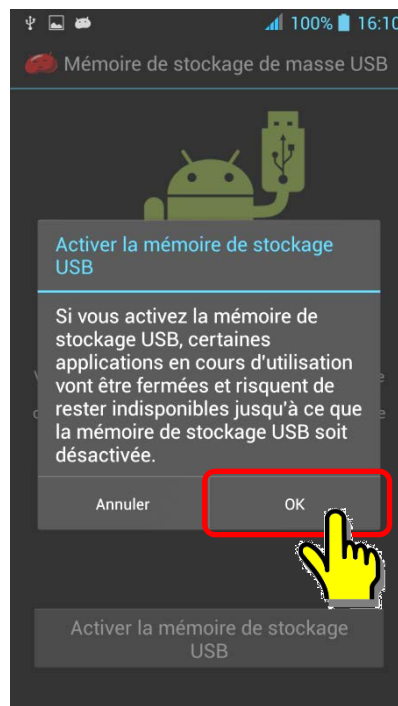 100% 16:10
Mémoire de stockage de masse USB
Activer la mémoire de stockage
USB
Si vous activez la mémoire de
stockage USB, certaines
applications en cours d'utilisation
vont être fermées et risquent de
rester indisponibles jusqu'à ce que
la mémoire de stockage USB soit
désactivée.
Annuler OK
Activer la mémoire de stockage
USB